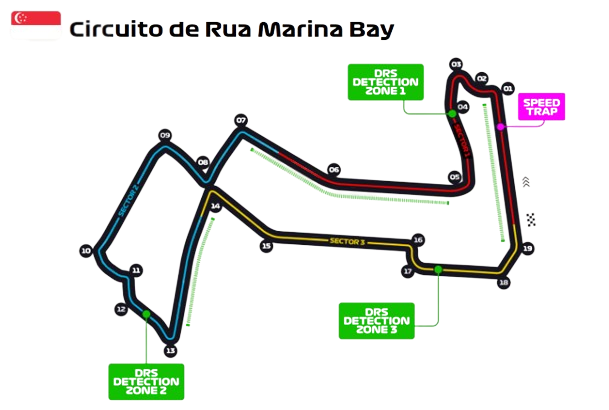 Circuito de Rua Marina Bay
DRS
DETECTION
ZONE 1
03
02
01
SPEED
TRAP
04
SECTOR 1
05
06
07
08
09
SECTOR 2
10
11
12
13
14
15
SECTOR 3
16
17
18
19
DRS
DETECTION
ZONE 3
DRS
DETECTION
ZONE 2